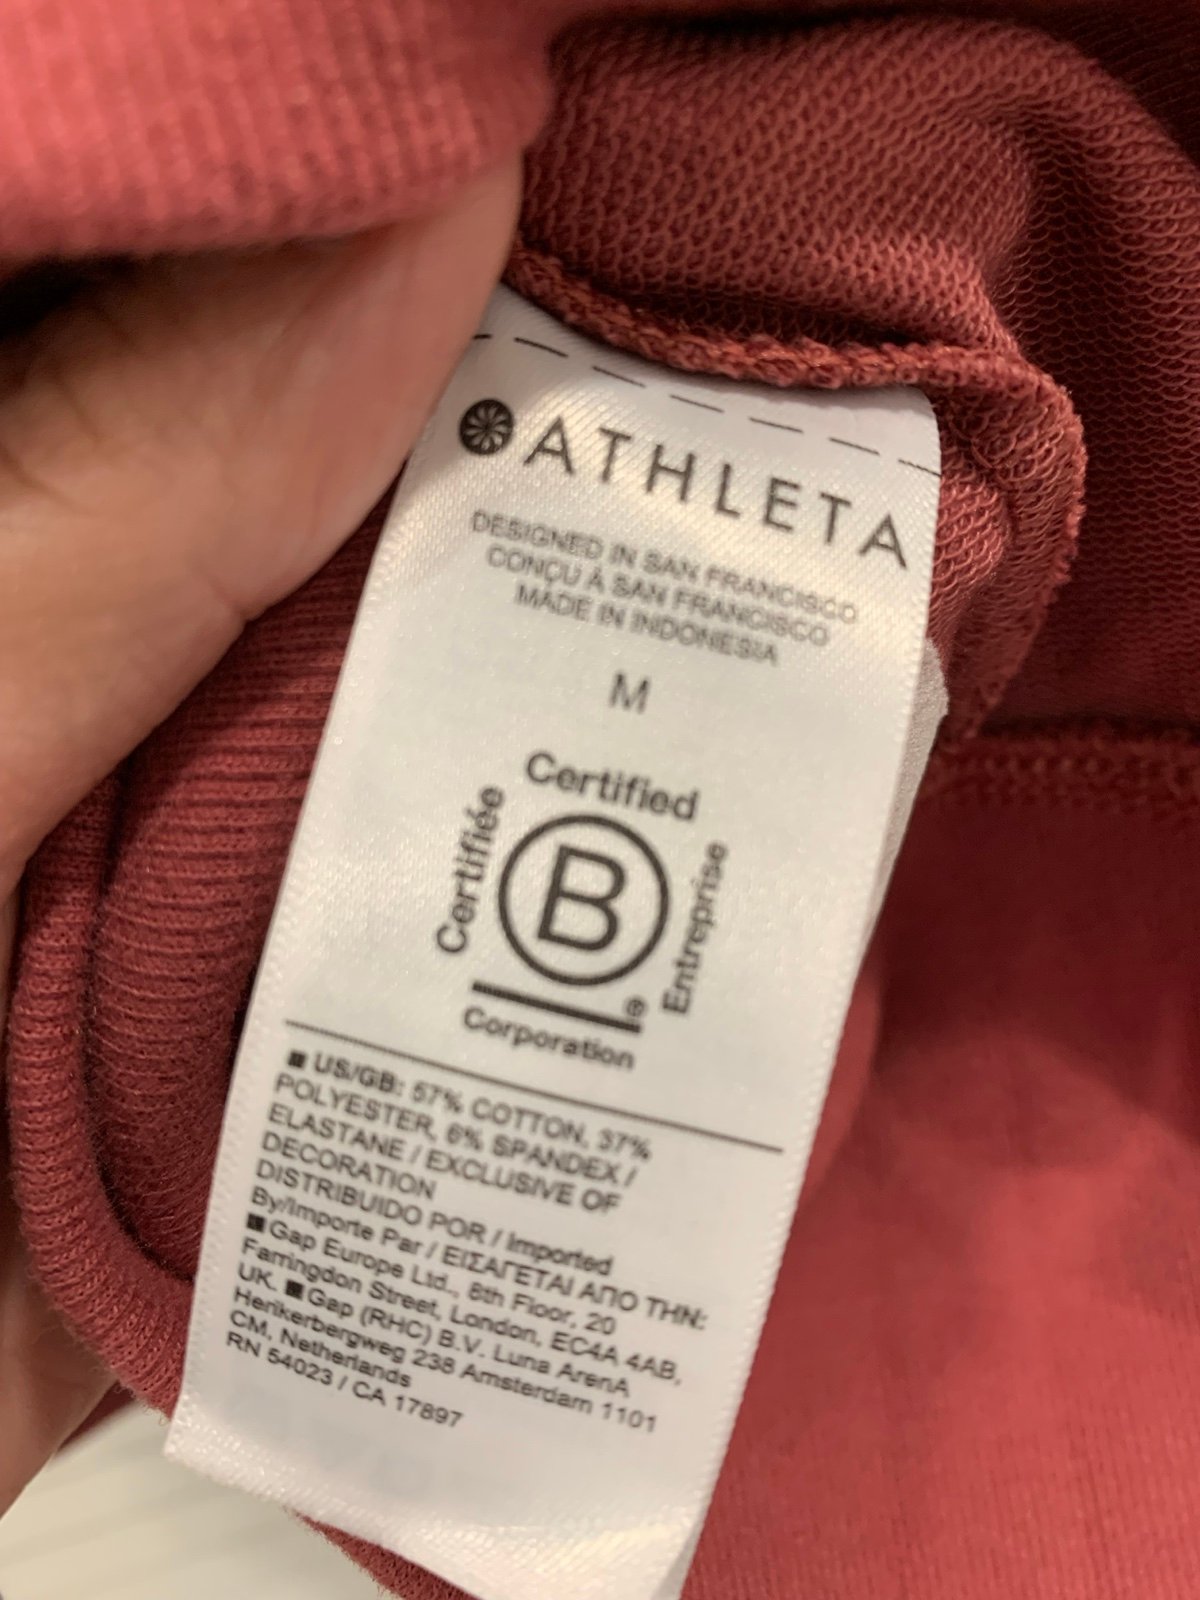 ATHLETA
DESIGNED IN SAN FRANCISCO
CONÇU À SAN FRANCISCO
MADE IN INDONESIA
M
Certified
Certifiée
B
Entreprise
®
Corporation
■ US/GB: 57% COTTON, 37%
POLYESTER, 6% SPANDEX /
ELASTANE / EXCLUSIVE OF
DECORATION
DISTRIBUIDO POR / Imported
By/Importe Par / ΕΙΣΑΓΕΤΑΙ ΑΠΟ ΤΗΝ:
■ Gap Europe Ltd., 6th Floor, 20
Farringdon Street, London, EC4A 4AB,
UK. ■ Gap (RHC) B.V. Luna ArenA
Herikerbergweg 238 Amsterdam 1101
CM, Netherlands
RN 54023 / CA 17897